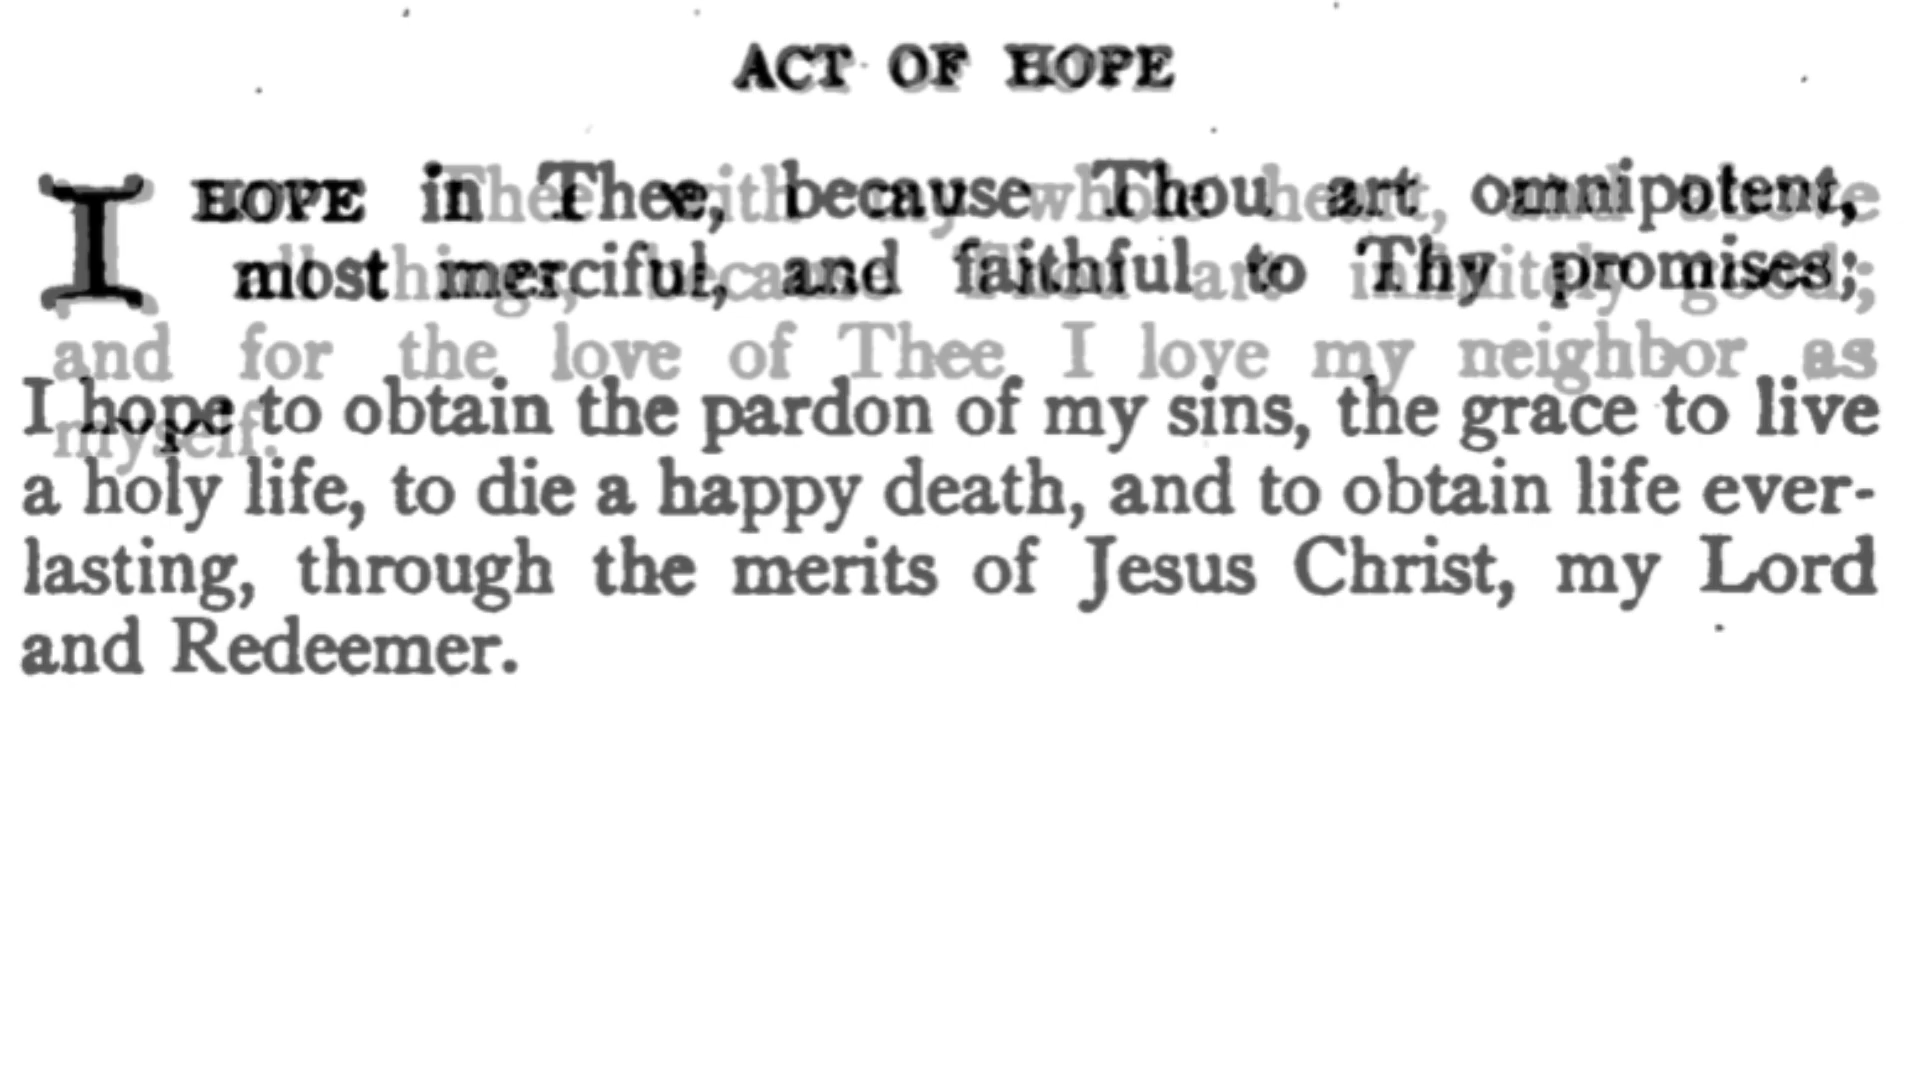 ACT OF HOPE
I HOPE in Thee, because Thou art omnipotent,
most merciful, and faithful to Thy promises;
and for the love of Thee I love my neighbor as
myself.
I hope to obtain the pardon of my sins, the grace to live
a holy life, to die a happy death, and to obtain life ever-
lasting, through the merits of Jesus Christ, my Lord
and Redeemer.